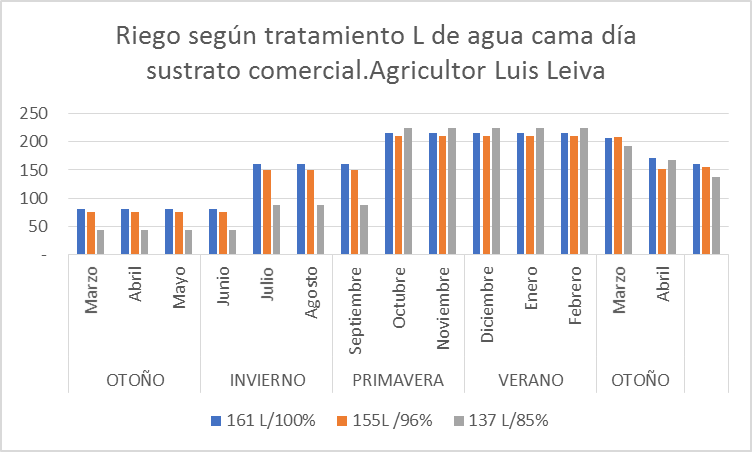 Riego según tratamiento L de agua cama día
sustrato comercial.Agricultor Luis Leiva
250
200
150
100
50
-
Marzo
Abril
Mayo
Junio
Julio
Agosto
Septiembre
Octubre
Noviembre
Diciembre
Enero
Febrero
Marzo
Abril
OTOÑO INVIERNO PRIMAVERA VERANO OTOÑO
161 L/100% 155L /96% 137 L/85%